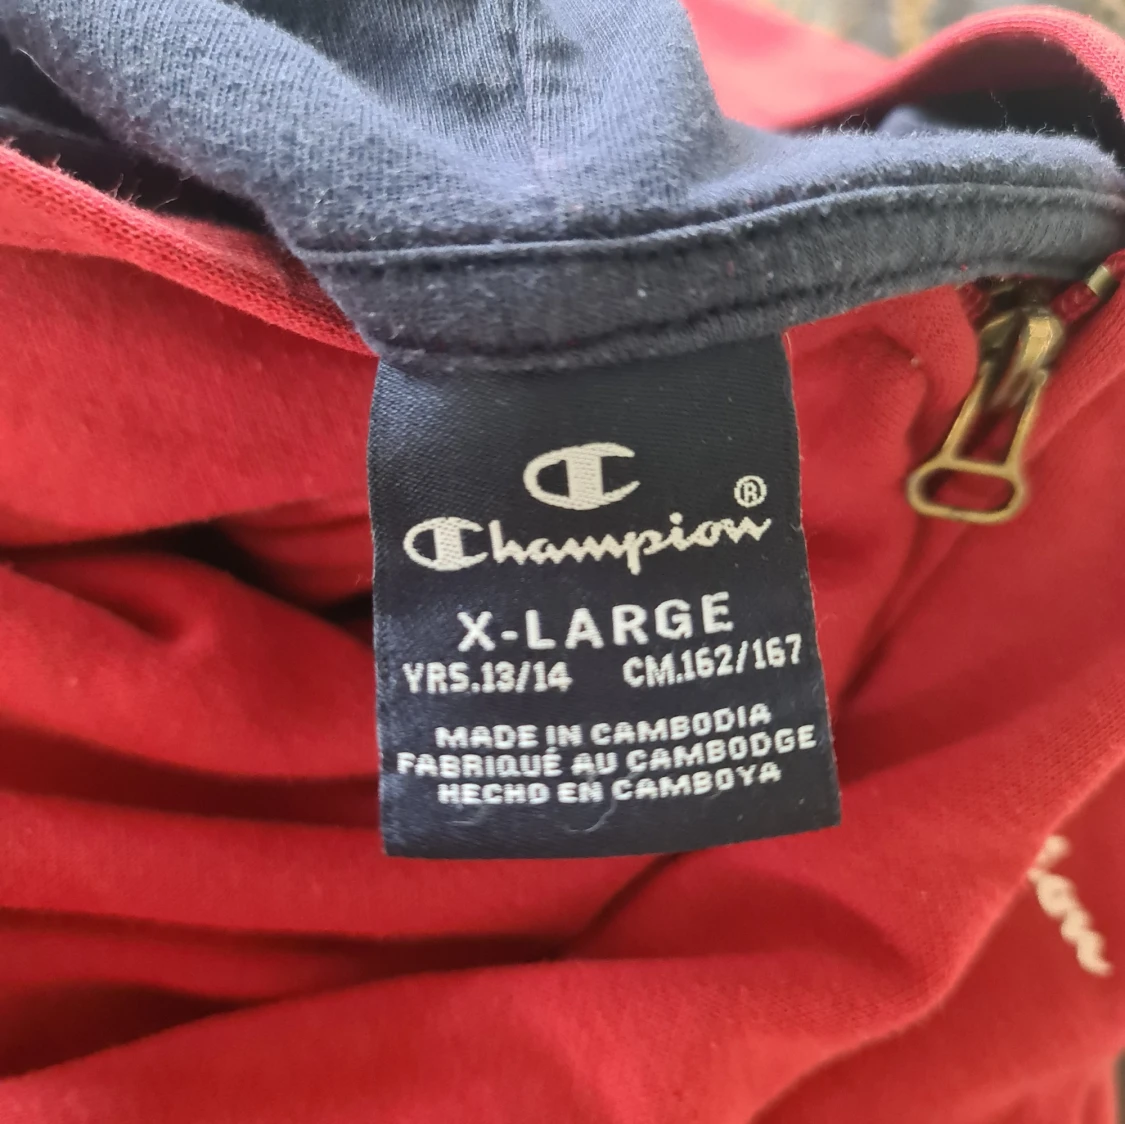 C
Champion®
X-LARGE
YRS.13/14 CM.162/167
MADE IN CAMBODIA
FABRIQUÉ AU CAMBODGE
HECHO EN CAMBOYA